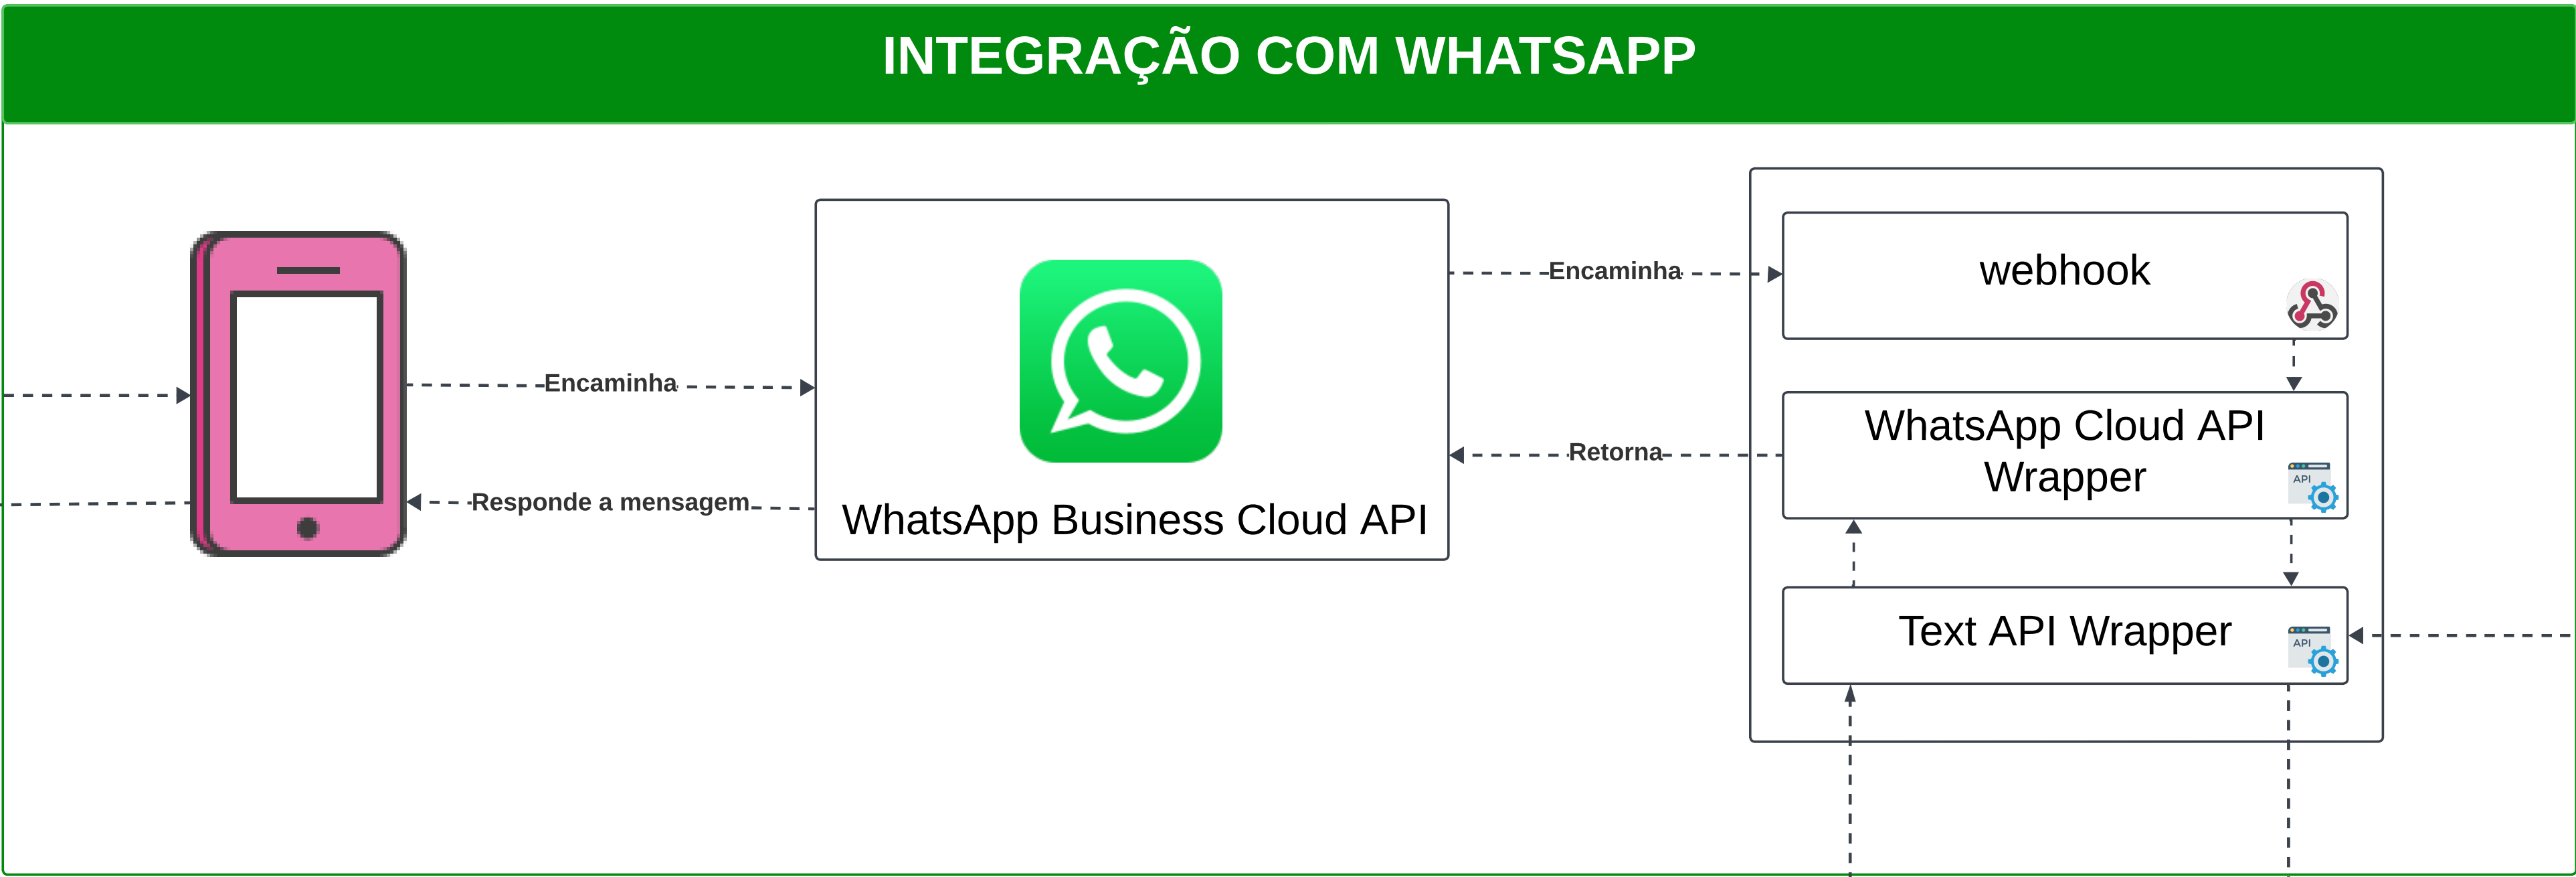 INTEGRAÇÃO COM WHATSAPP
Encaminha
Responde a mensagem
WhatsApp Business Cloud API
Encaminha
Retorna
webhook
WhatsApp Cloud API
Wrapper
API
Text API Wrapper
API